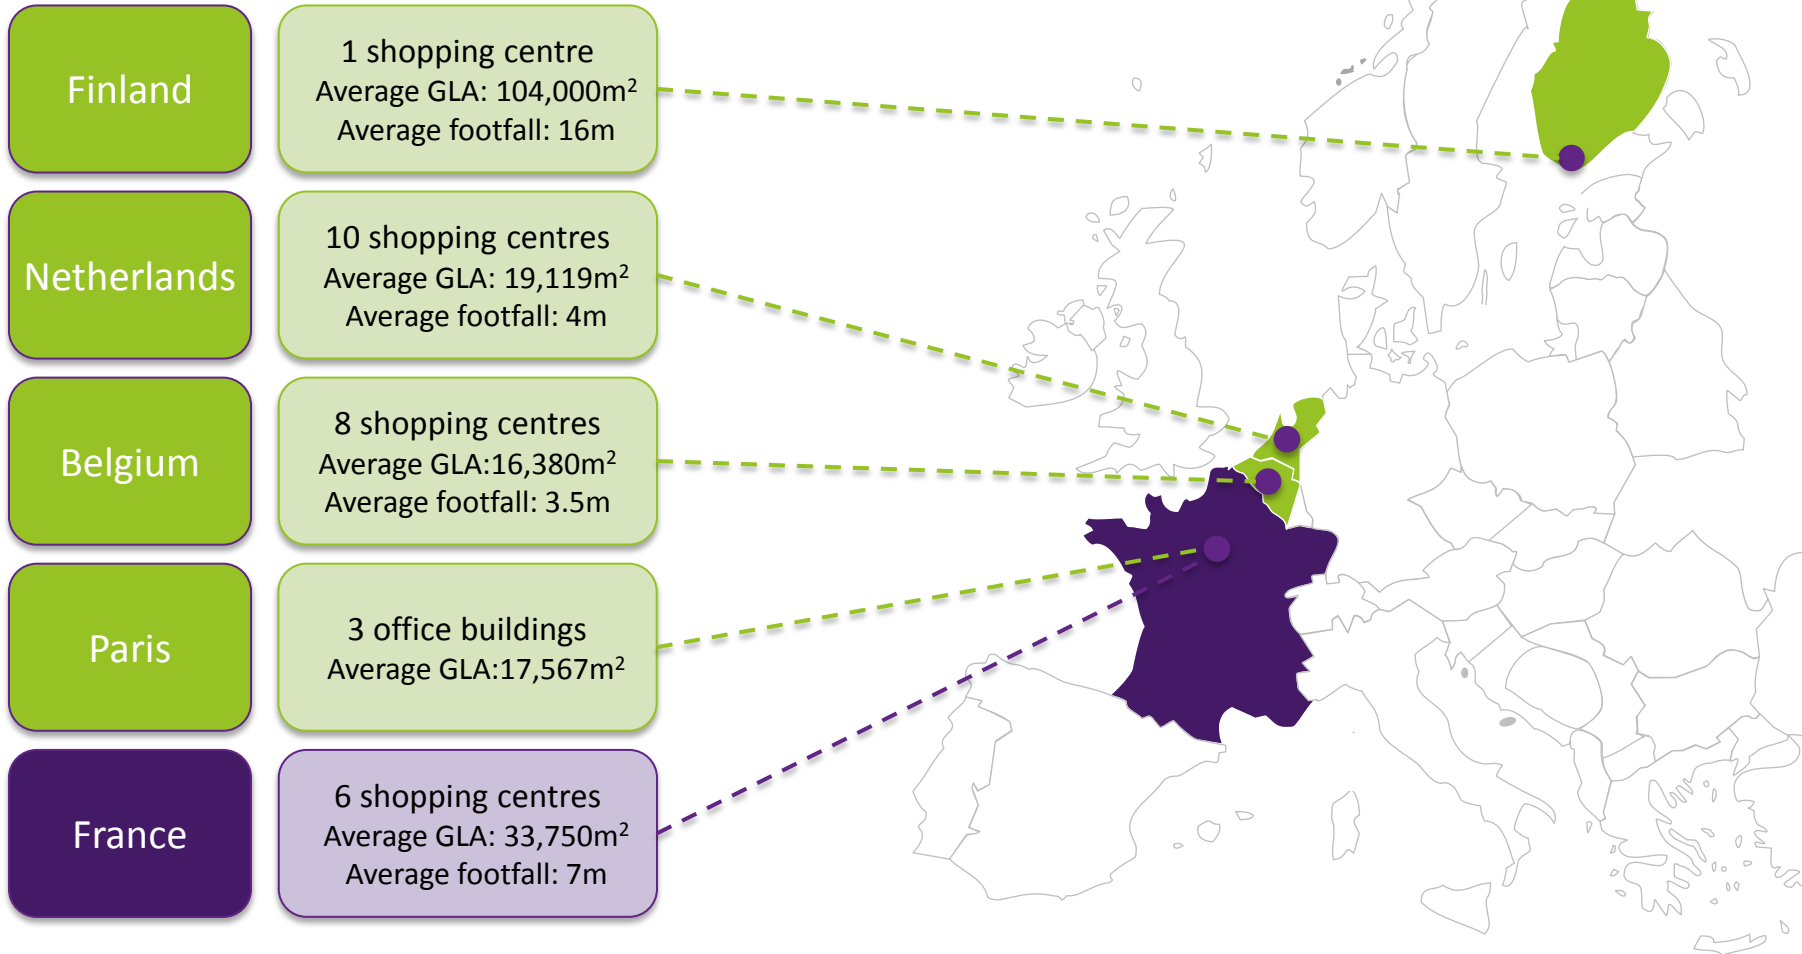 Finland
1 shopping centre
Average GLA: 104,000m²
Average footfall: 16m
Netherlands
10 shopping centres
Average GLA: 19,119m²
Average footfall: 4m
Belgium
8 shopping centres
Average GLA:16,380m²
Average footfall: 3.5m
Paris
3 office buildings
Average GLA:17,567m²
France
6 shopping centres
Average GLA: 33,750m²
Average footfall: 7m